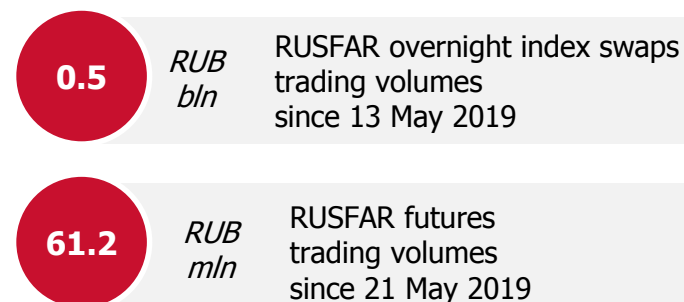 0.5
RUB
bln
RUSFAR overnight index swaps
trading volumes
since 13 May 2019
61.2
RUB
mln
RUSFAR futures
trading volumes
since 21 May 2019